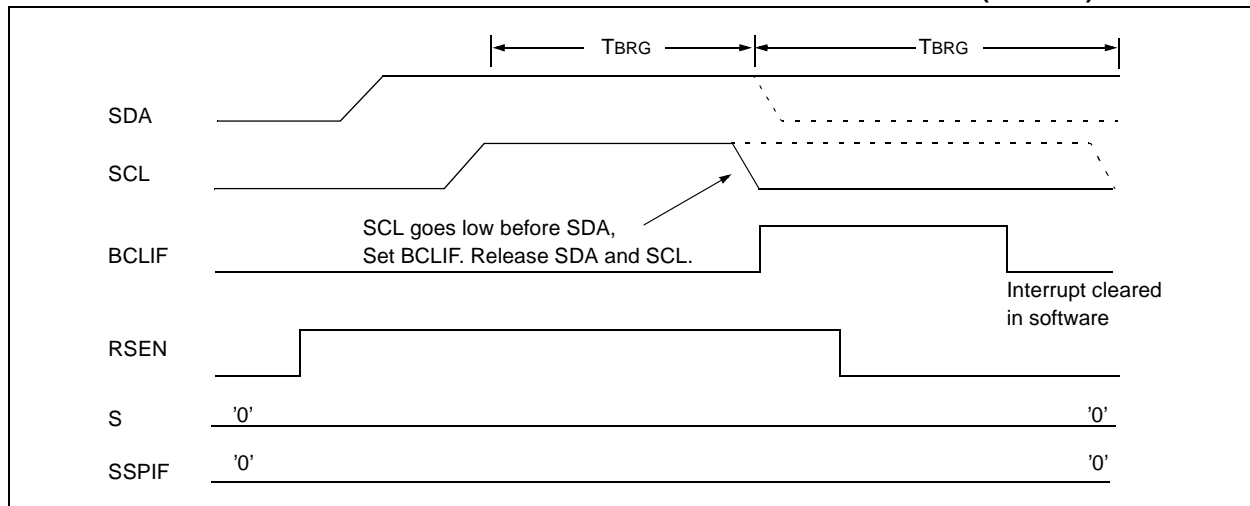 TBRG TBRG
SDA
SCL
SCL goes low before SDA,
Set BCLIF. Release SDA and SCL.
BCLIF
Interrupt cleared
in software
RSEN
S '0' '0'
SSPIF '0' '0'